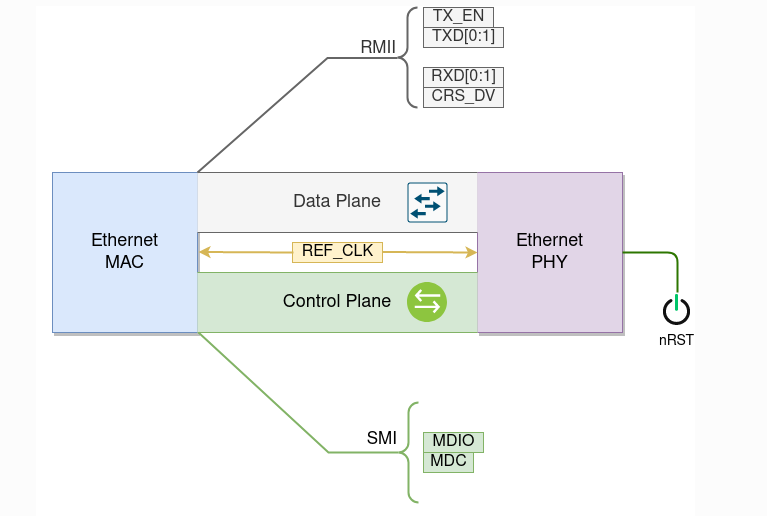 TX_EN
TXD[0:1]
RMII
RXD[0:1]
CRS_DV
Data Plane
Ethernet
MAC
REF_CLK
Ethernet
PHY
Control Plane
nRST
SMI
MDIO
MDC